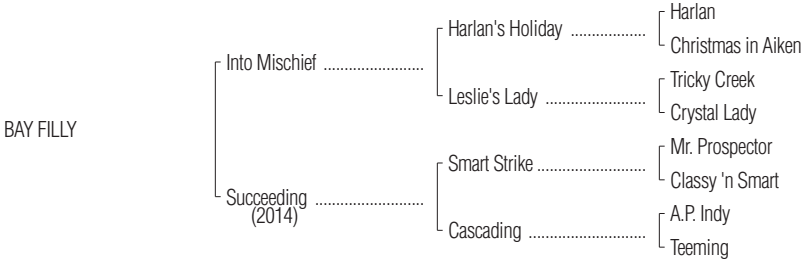 Harlan
Harlan's Holiday ..................
Christmas in Aiken
Into Mischief ........................
Tricky Creek
Leslie's Lady ........................
Crystal Lady
BAY FILLY
Mr. Prospector
Smart Strike ..........................
Classy 'n Smart
Succeeding ..........................
(2014)
A.P. Indy
Cascading ............................
Teeming